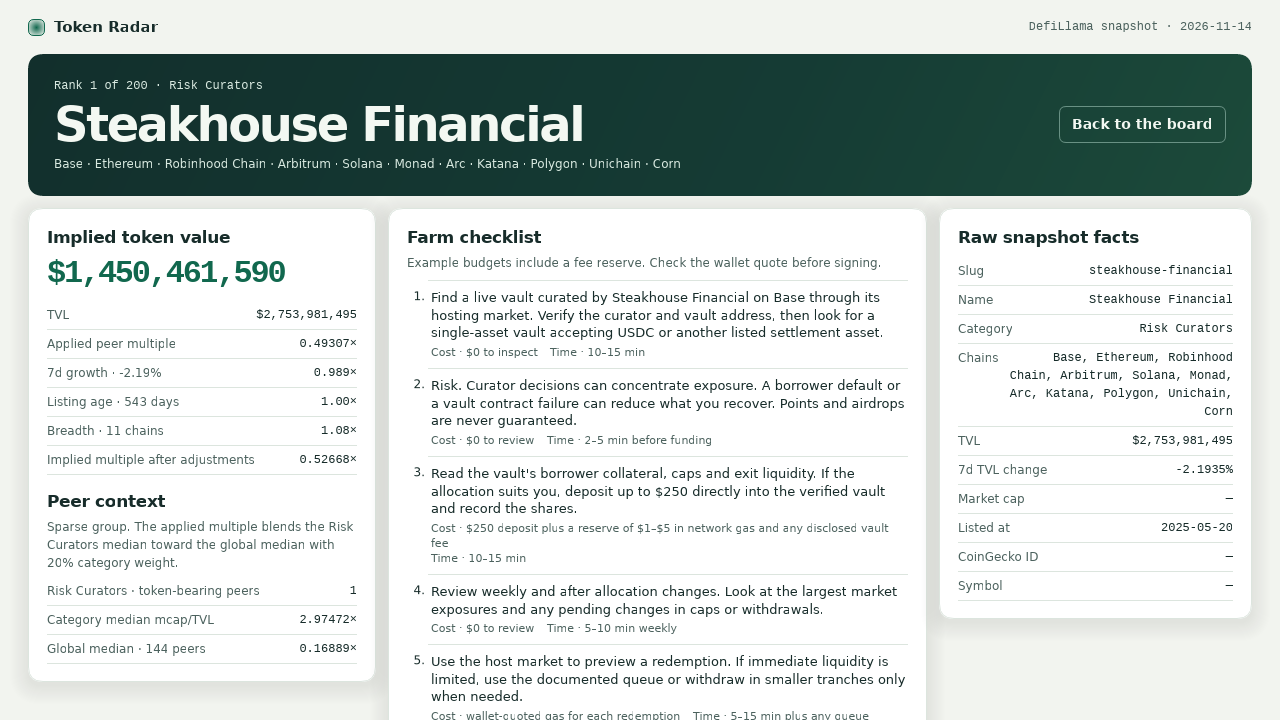 Token Radar
DefiLlama snapshot · 2026-11-14
Rank 1 of 200 · Risk Curators
Steakhouse Financial
Base · Ethereum · Robinhood Chain · Arbitrum · Solana · Monad · Arc · Katana · Polygon · Unichain · Corn
Back to the board
Implied token value
$1,450,461,590
TVL $2,753,981,495
Applied peer multiple 0.49307×
7d growth · -2.19% 0.989×
Listing age · 543 days 1.00×
Breadth · 11 chains 1.08×
Implied multiple after adjustments 0.52668×
Peer context
Sparse group. The applied multiple blends the Risk
Curators median toward the global median with
20% category weight.
Risk Curators · token-bearing peers 1
Category median mcap/TVL 2.97472×
Global median · 144 peers 0.16889×
Farm checklist
Example budgets include a fee reserve. Check the wallet quote before signing.
1. Find a live vault curated by Steakhouse Financial on Base through its
hosting market. Verify the curator and vault address, then look for a
single-asset vault accepting USDC or another listed settlement asset.
Cost · $0 to inspect Time · 10–15 min
2. Risk. Curator decisions can concentrate exposure. A borrower default or
a vault contract failure can reduce what you recover. Points and airdrops
are never guaranteed.
Cost · $0 to review Time · 2–5 min before funding
3. Read the vault's borrower collateral, caps and exit liquidity. If the
allocation suits you, deposit up to $250 directly into the verified vault
and record the shares.
Cost · $250 deposit plus a reserve of $1–$5 in network gas and any disclosed vault
fee
Time · 10–15 min
4. Review weekly and after allocation changes. Look at the largest market
exposures and any pending changes in caps or withdrawals.
Cost · $0 to review Time · 5–10 min weekly
5. Use the host market to preview a redemption. If immediate liquidity is
limited, use the documented queue or withdraw in smaller tranches only
when needed.
Cost · wallet-quoted gas for each redemption Time · 5–15 min plus any queue
Raw snapshot facts
Slug steakhouse-financial
Name Steakhouse Financial
Category Risk Curators
Chains Base, Ethereum, Robinhood
Chain, Arbitrum, Solana, Monad,
Arc, Katana, Polygon, Unichain,
Corn
TVL $2,753,981,495
7d TVL change -2.1935%
Market cap —
Listed at 2025-05-20
CoinGecko ID —
Symbol —